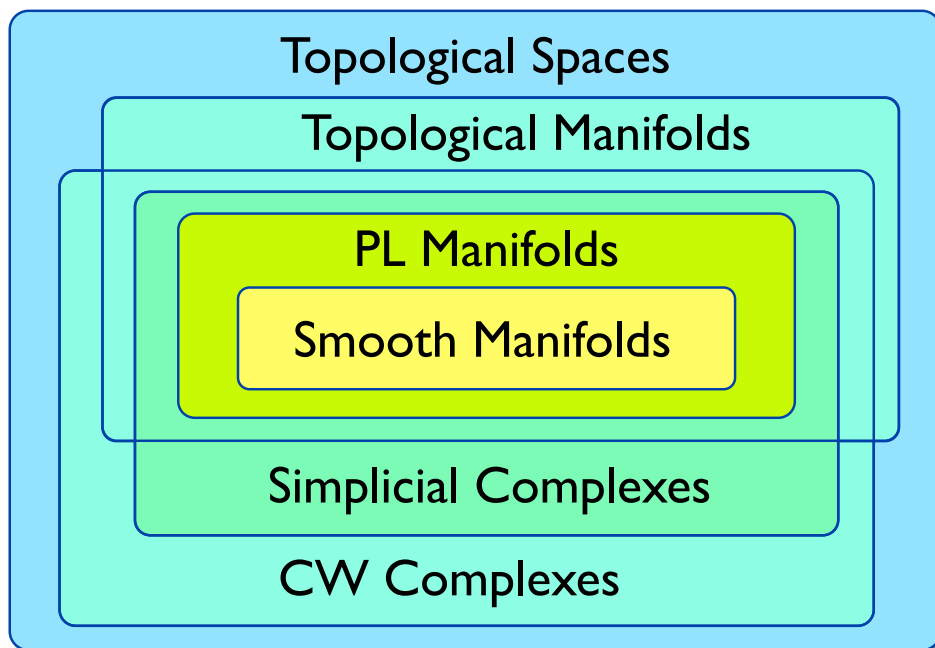 Topological Spaces
Topological Manifolds
PL Manifolds
Smooth Manifolds
Simplicial Complexes
CW Complexes